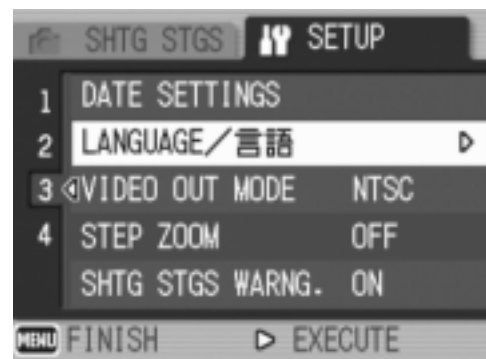 SHTG STGS SETUP
1 DATE SETTINGS
2 LANGUAGE/言語
3 VIDEO OUT MODE NTSC
4 STEP ZOOM OFF
SHTG STGS WARNG. ON
MENU FINISH EXECUTE